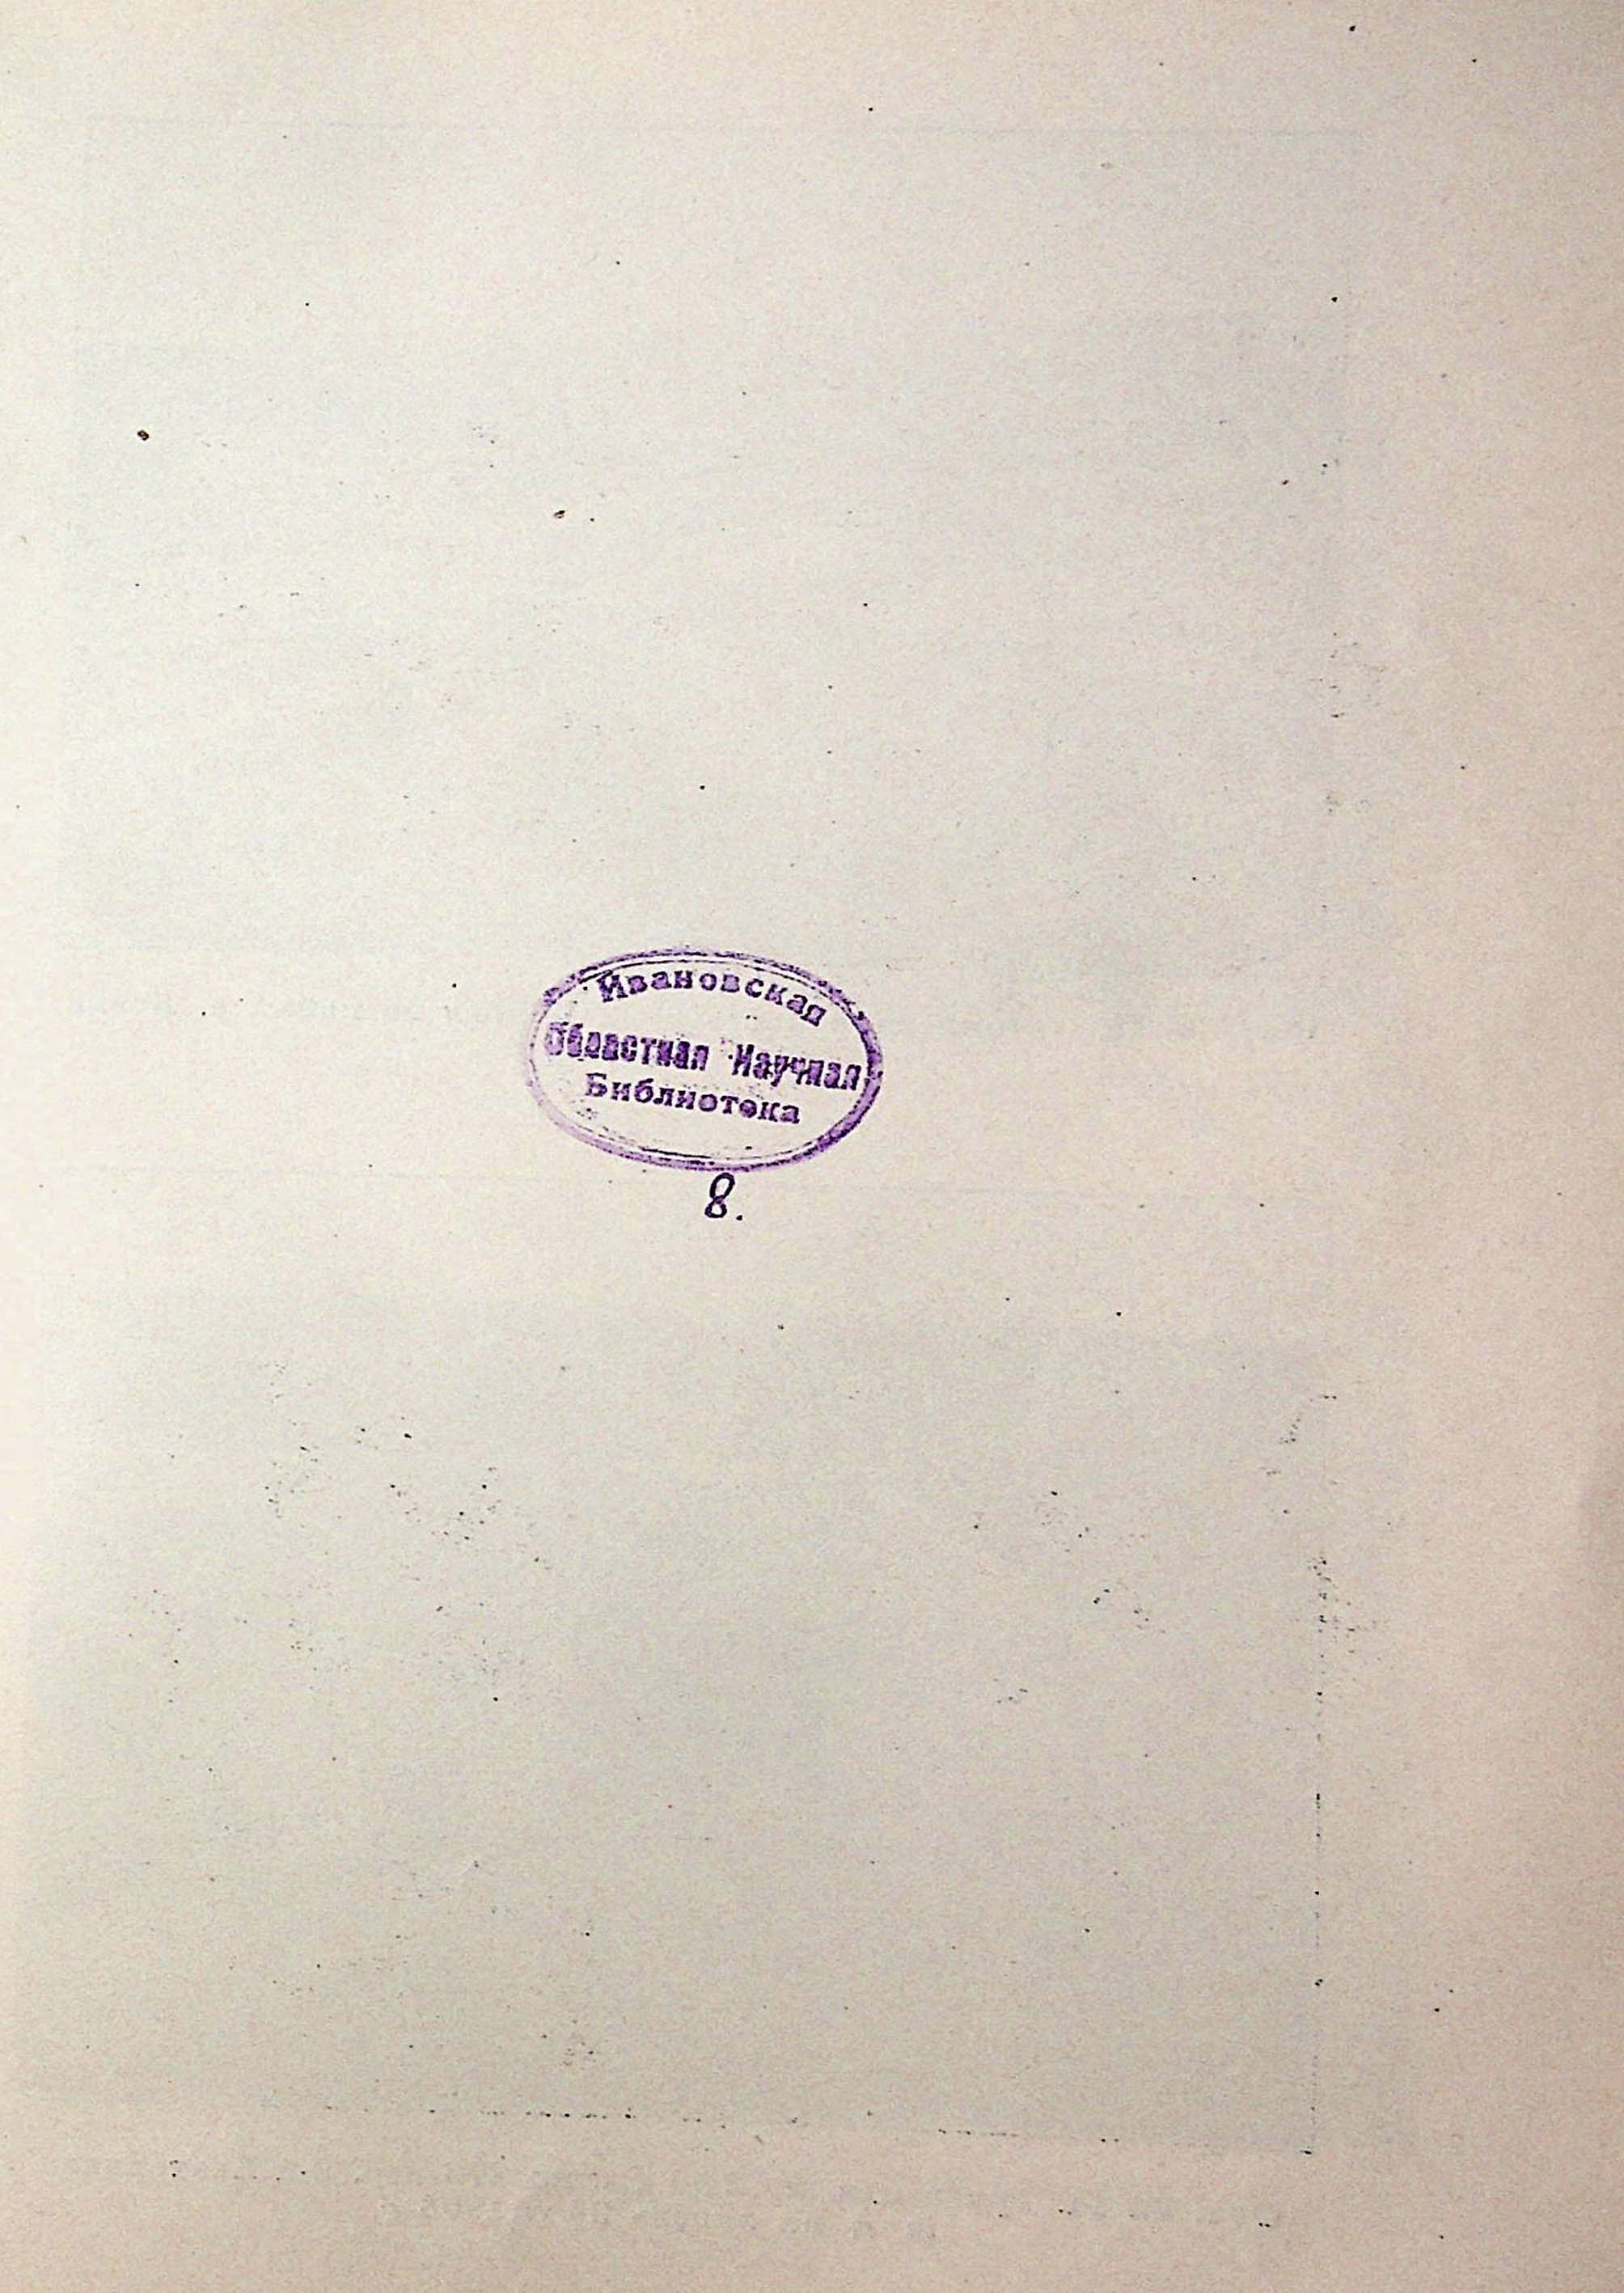 Ивановская
Областная Научная
Библиотека
8.